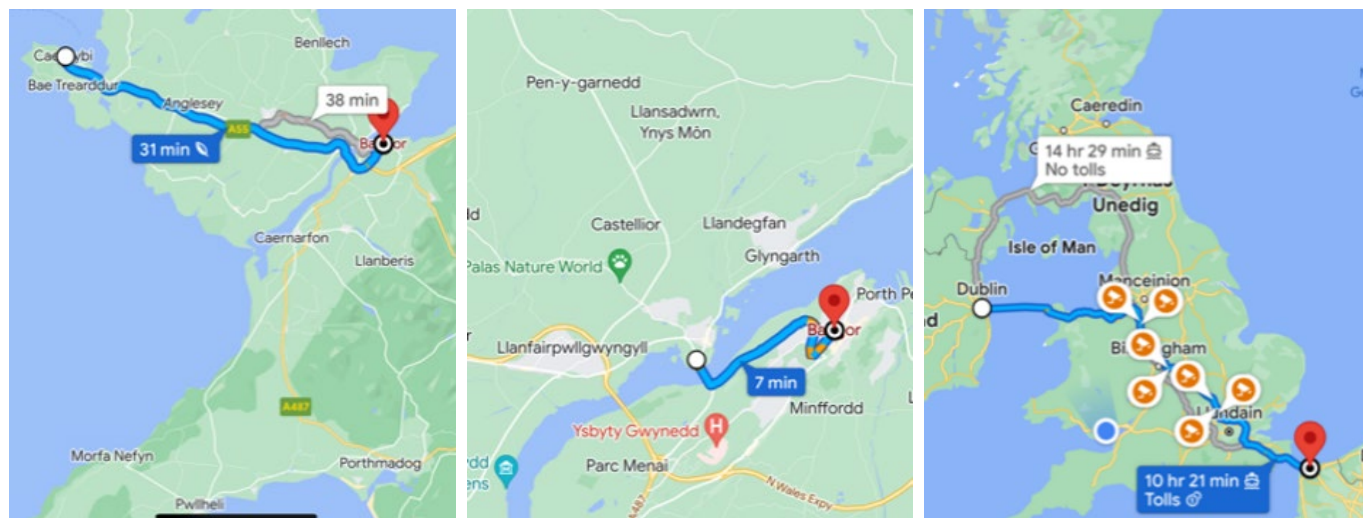 Benllech
Bae Trearddur
Anglesey
38 min
A55
31 min
Caernarfon
Llanberis
A487
Morfa Nefyn
Porthmadog
Pwllheli
Pen-y-garnedd
Llansadwrn,
Ynys Môn
Castellior
Llandegfan
Glyngarth
Palas Nature World
Porth Pe
Llanfairpwllgwyngyll
7 min
Minffordd
Ysbyty Gwynedd
H
Parc Menai
N Wales Expy
A487
Caeredin
14 hr 29 min
No tolls
Unedig
Isle of Man
Manceinion
Dublin
10 hr 21 min
Tolls